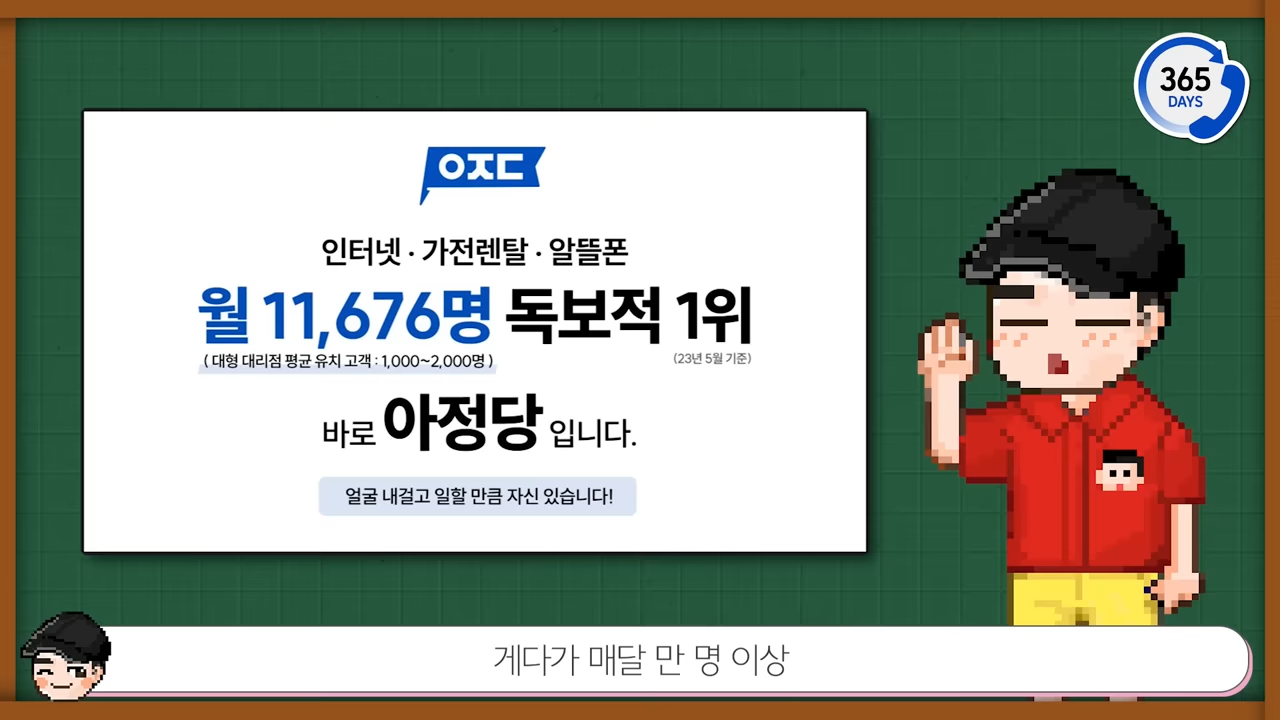 365
DAYS
ㅇㅈㄷ
인터넷 · 가전렌탈 · 알뜰폰
월 11,676명 독보적 1위
( 대형 대리점 평균 유치 고객 : 1,000~2,000명 )
(23년 5월 기준)
바로 아정당 입니다.
얼굴 내걸고 일할 만큼 자신 있습니다!
게다가 매달 만 명 이상